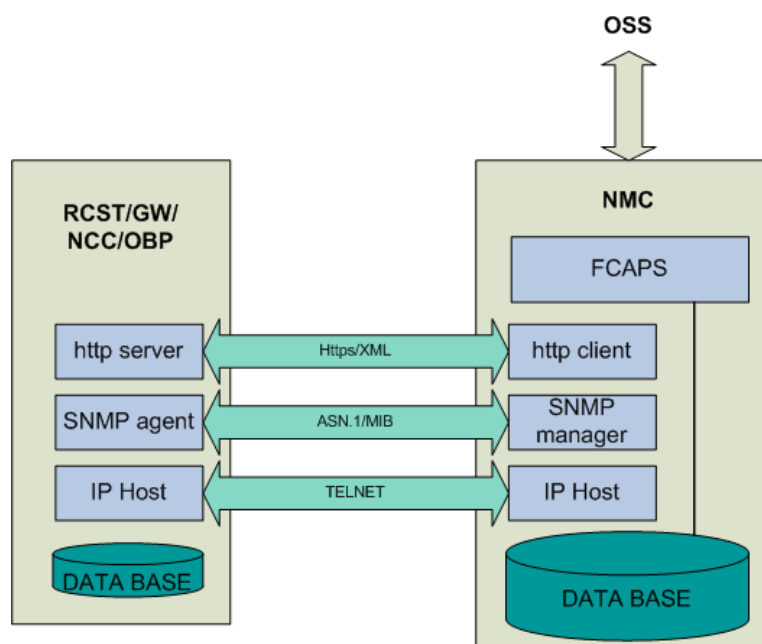 OSS
RCST/GW/
NCC/OBP
http server
SNMP agent
IP Host
DATA BASE
Https/XML
ASN.1/MIB
TELNET
NMC
FCAPS
http client
SNMP
manager
IP Host
DATA BASE